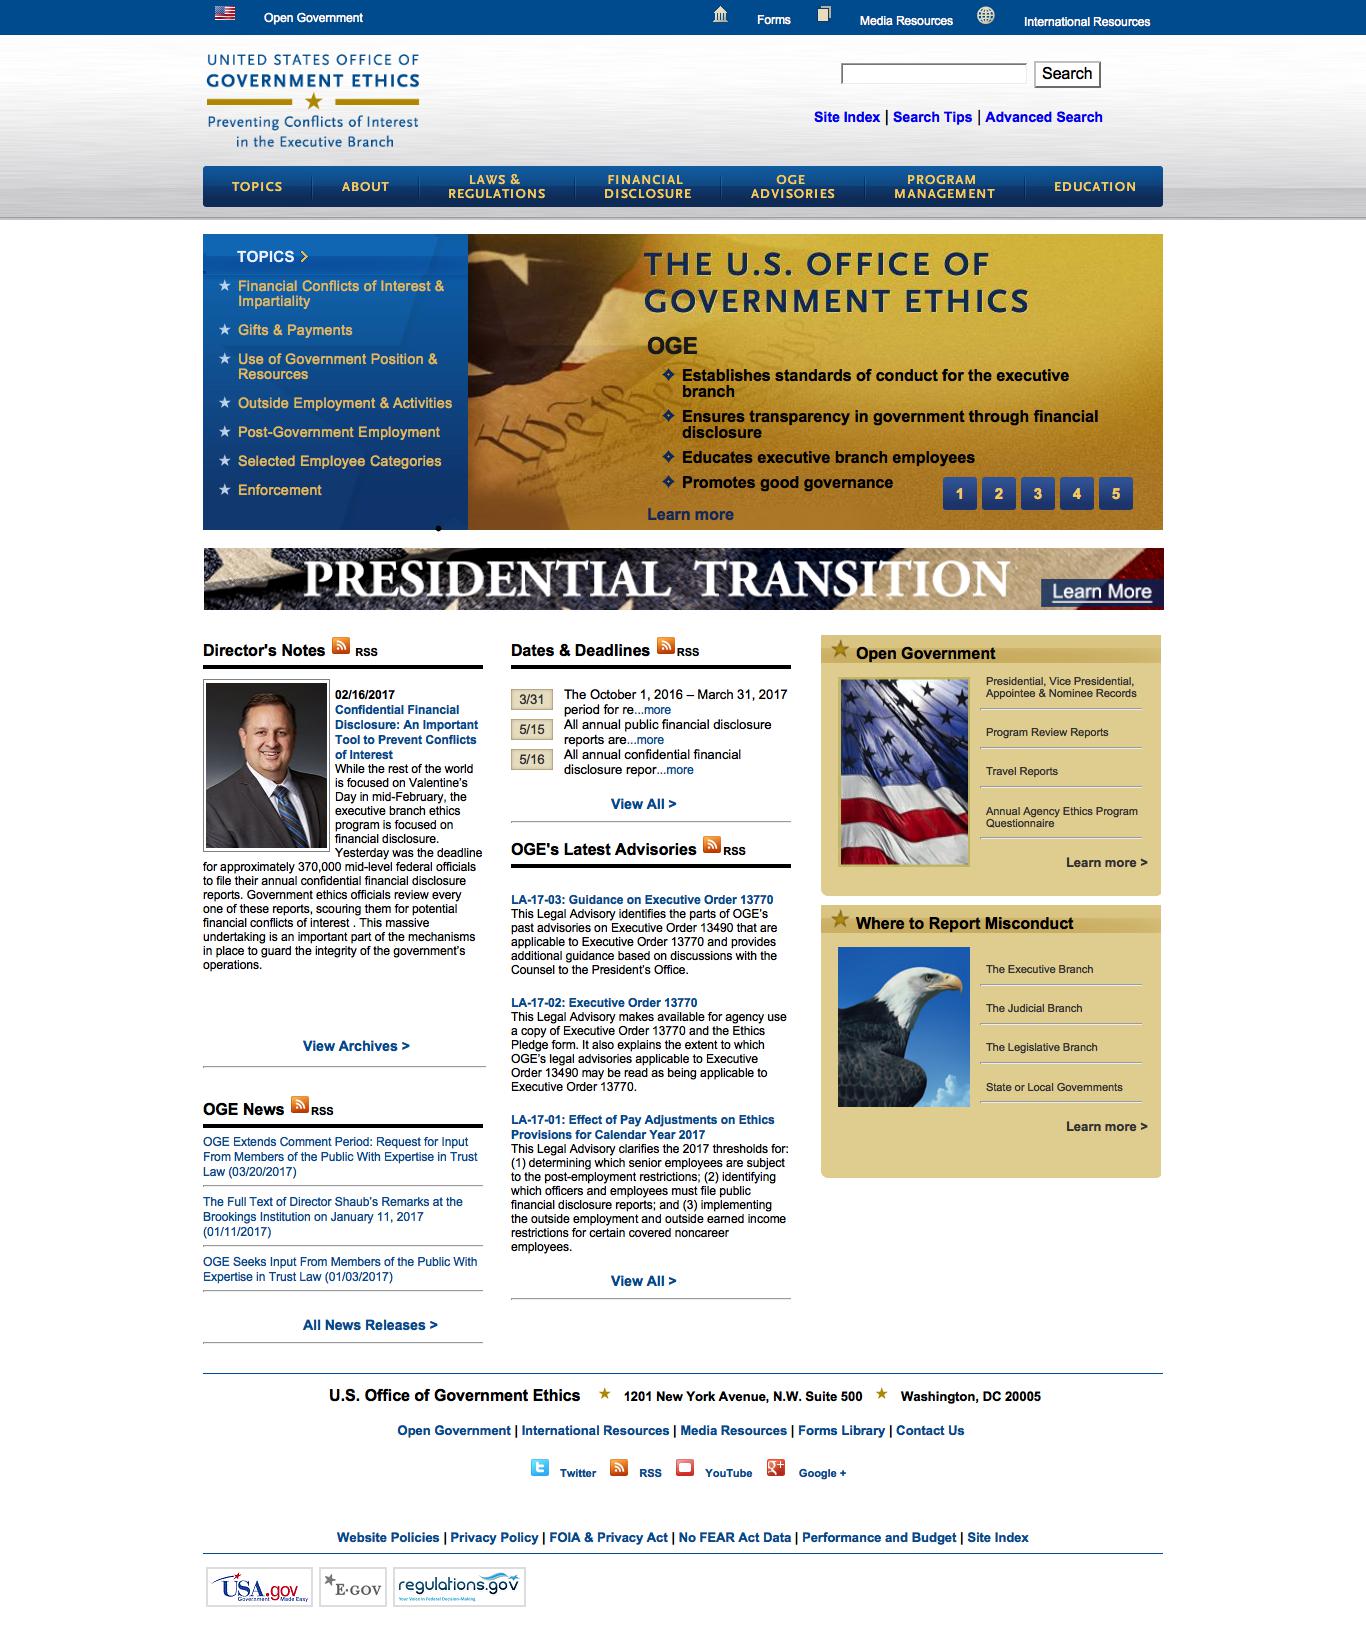 Open Government
Forms
Media Resources
International Resources
UNITED STATES OFFICE OF
GOVERNMENT ETHICS
Preventing Conflicts of Interest
in the Executive Branch
Search
Site Index | Search Tips | Advanced Search
TOPICS
ABOUT
LAWS &
REGULATIONS
FINANCIAL
DISCLOSURE
OGE
ADVISORIES
PROGRAM
MANAGEMENT
EDUCATION
TOPICS
Financial Conflicts of Interest &
Impartiality
Gifts & Payments
Use of Government Position &
Resources
Outside Employment & Activities
Post-Government Employment
Selected Employee Categories
Enforcement
THE U.S. OFFICE OF
GOVERNMENT ETHICS
OGE
Establishes standards of conduct for the executive
branch
Ensures transparency in government through financial
disclosure
Educates executive branch employees
Promotes good governance
Learn more
1 2 3 4 5
We the
PRESIDENTIAL TRANSITION
Learn More
Director's Notes RSS
02/16/2017
Confidential Financial
Disclosure: An Important
Tool to Prevent Conflicts
of Interest
While the rest of the world
is focused on Valentine's
Day in mid-February, the
executive branch ethics
program is focused on
financial disclosure.
Yesterday was the deadline
for approximately 370,000 mid-level federal officials
to file their annual confidential financial disclosure
reports. Government ethics officials review every
one of these reports, scouring them for potential
financial conflicts of interest . This massive
undertaking is an important part of the mechanisms
in place to guard the integrity of the government's
operations.
View Archives >
OGE News RSS
OGE Extends Comment Period: Request for Input
From Members of the Public With Expertise in Trust
Law (03/20/2017)
The Full Text of Director Shaub's Remarks at the
Brookings Institution on January 11, 2017
(01/11/2017)
OGE Seeks Input From Members of the Public With
Expertise in Trust Law (01/03/2017)
All News Releases >
Dates & Deadlines RSS
3/31 The October 1, 2016 – March 31, 2017
period for re...more
5/15 All annual public financial disclosure
reports are...more
5/16 All annual confidential financial
disclosure repor...more
View All >
OGE's Latest Advisories RSS
LA-17-03: Guidance on Executive Order 13770
This Legal Advisory identifies the parts of OGE's
past advisories on Executive Order 13490 that are
applicable to Executive Order 13770 and provides
additional guidance based on discussions with the
Counsel to the President's Office.
LA-17-02: Executive Order 13770
This Legal Advisory makes available for agency use
a copy of Executive Order 13770 and the Ethics
Pledge form. It also explains the extent to which
OGE's legal advisories applicable to Executive
Order 13490 may be read as being applicable to
Executive Order 13770.
LA-17-01: Effect of Pay Adjustments on Ethics
Provisions for Calendar Year 2017
This Legal Advisory clarifies the 2017 thresholds for:
(1) determining which senior employees are subject
to the post-employment restrictions; (2) identifying
which officers and employees must file public
financial disclosure reports; and (3) implementing
the outside employment and outside earned income
restrictions for certain covered noncareer
employees.
View All >
Open Government
Presidential, Vice Presidential,
Appointee & Nominee Records
Program Review Reports
Travel Reports
Annual Agency Ethics Program
Questionnaire
Learn more >
Where to Report Misconduct
The Executive Branch
The Judicial Branch
The Legislative Branch
State or Local Governments
Learn more >
U.S. Office of Government Ethics 1201 New York Avenue, N.W. Suite 500 Washington, DC 20005
Open Government | International Resources | Media Resources | Forms Library | Contact Us
Twitter RSS YouTube Google +
Website Policies | Privacy Policy | FOIA & Privacy Act | No FEAR Act Data | Performance and Budget | Site Index
USA.gov
Government Made Easy
E-GOV
regulations.gov
Your Voice in Federal Decision-Making